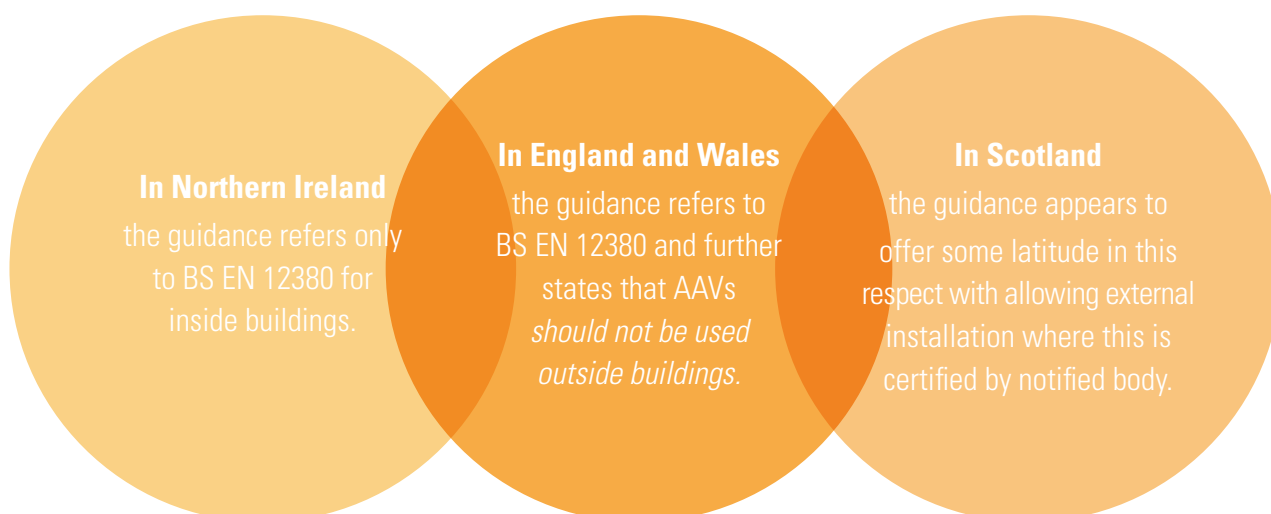 In Northern Ireland
the guidance refers only
to BS EN 12380 for
inside buildings.
In England and Wales
the guidance refers to
BS EN 12380 and further
states that AAVs
should not be used
outside buildings.
In Scotland
the guidance appears to
offer some latitude in this
respect with allowing external
installation where this is
certified by notified body.